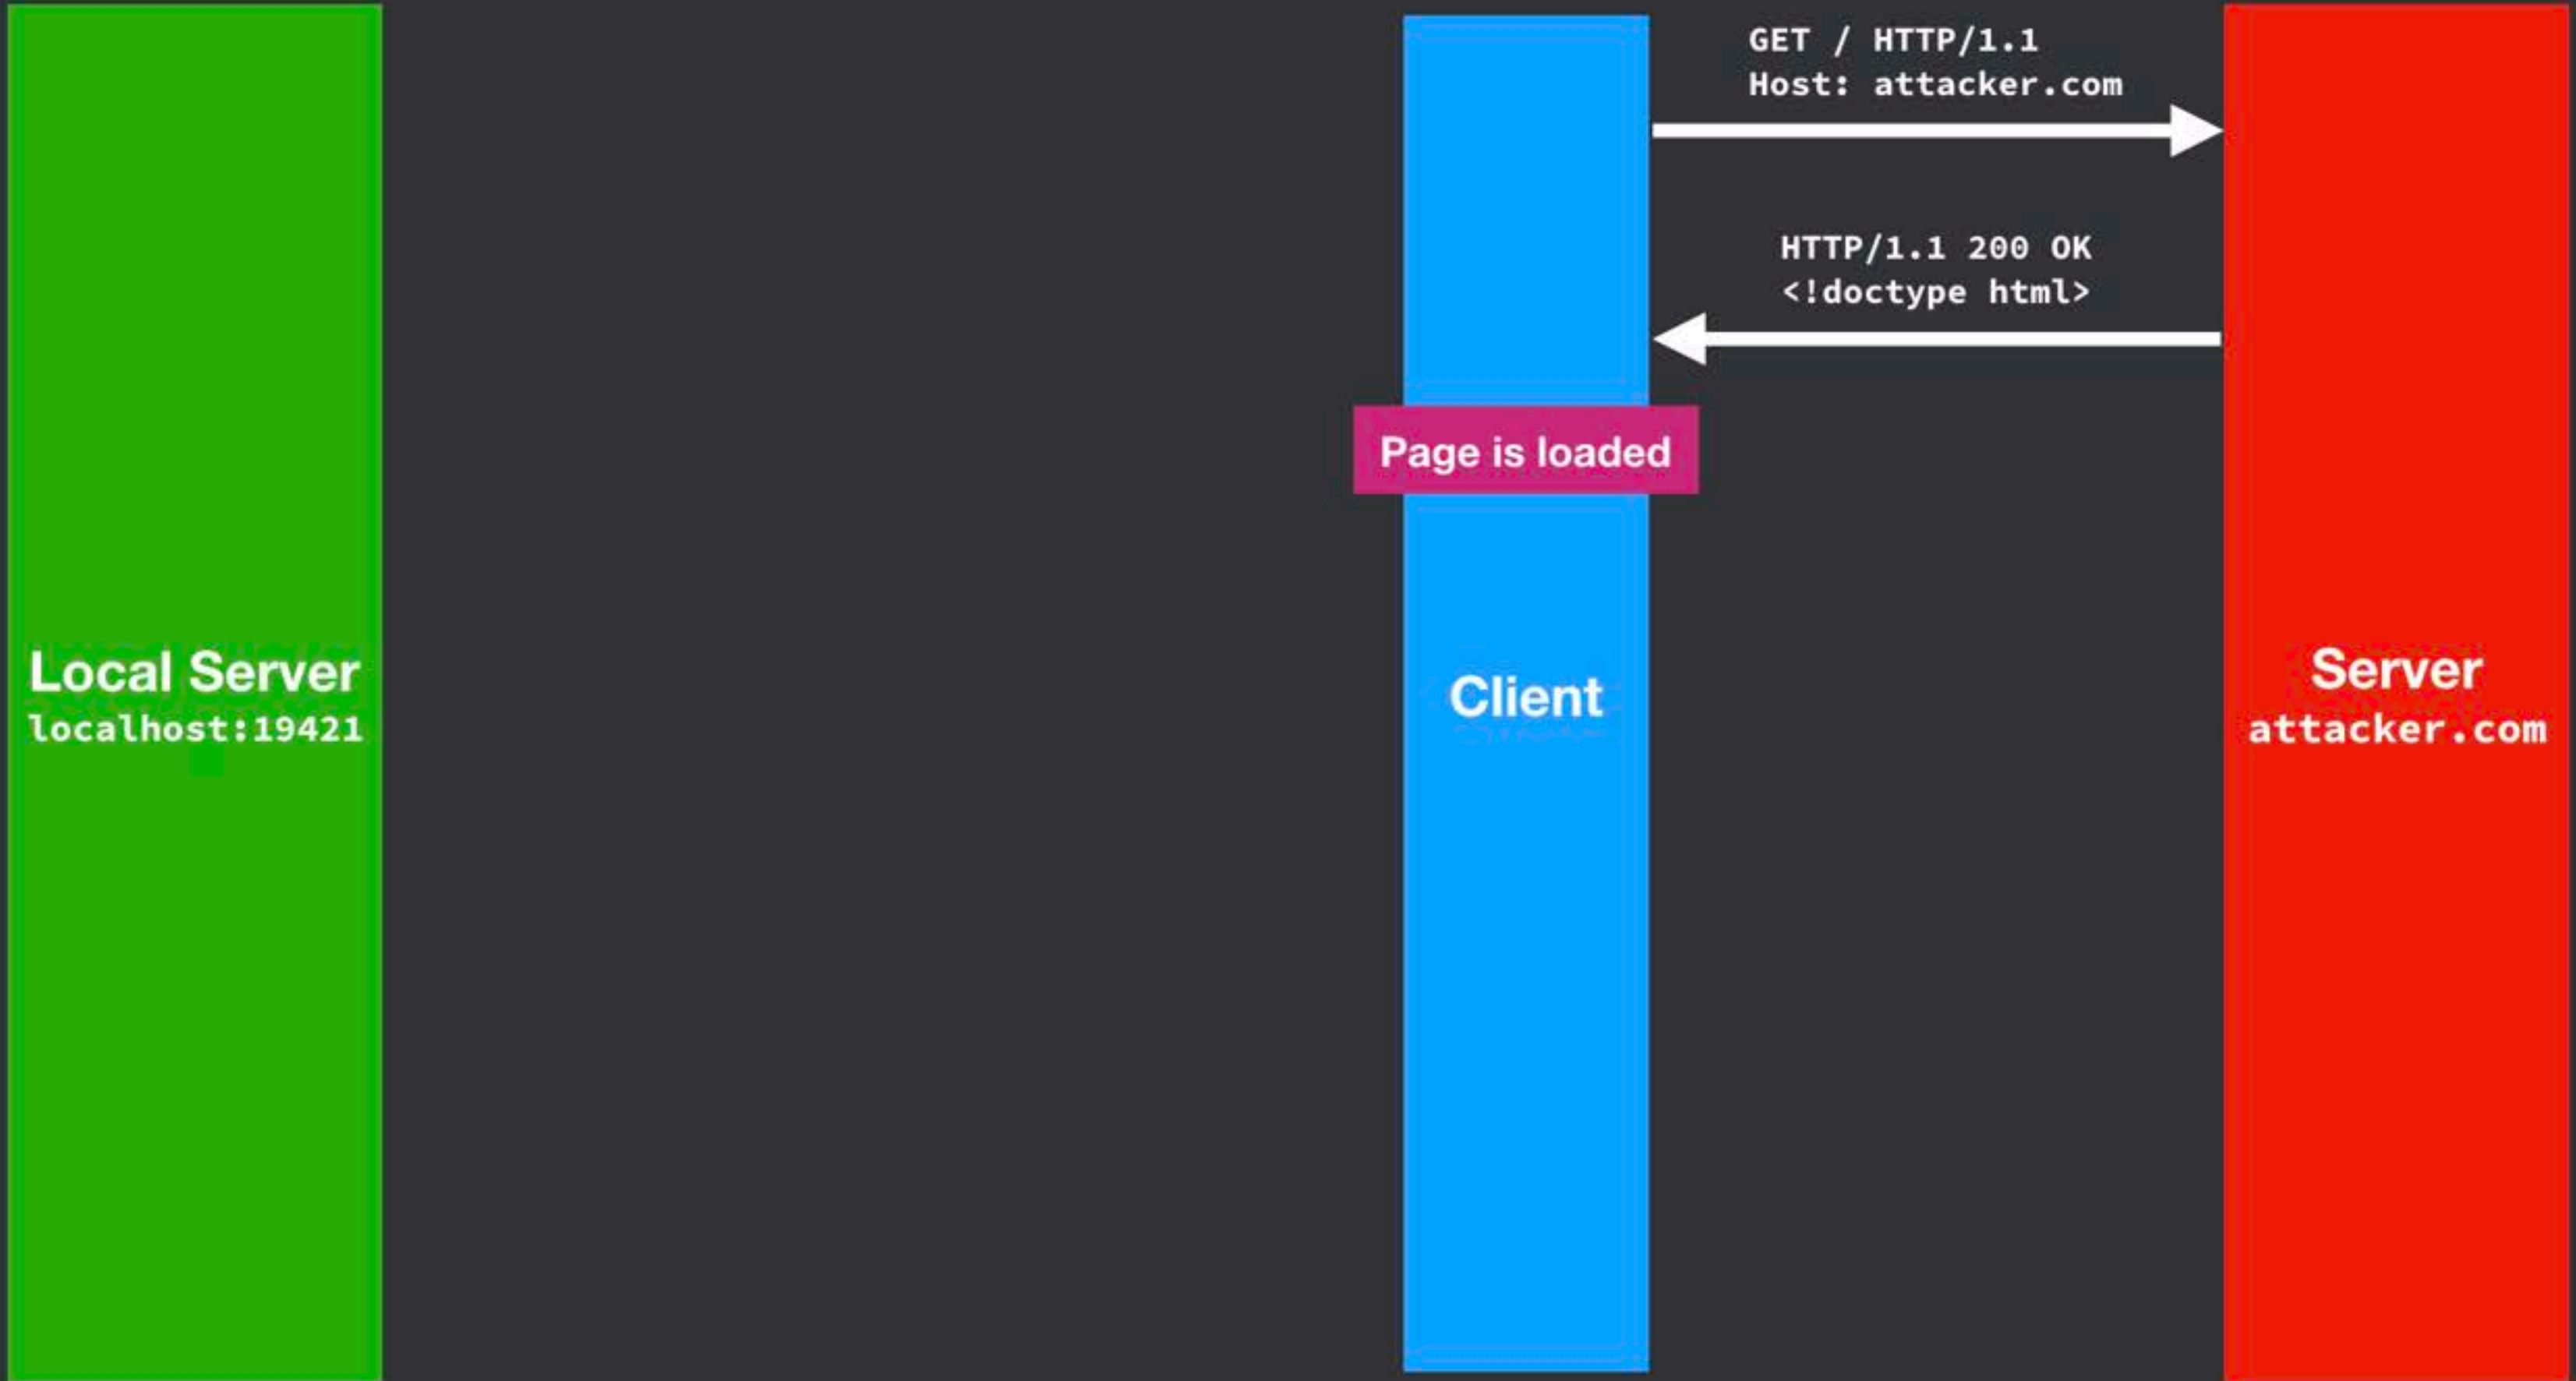 GET / HTTP/1.1
Host: attacker.com
HTTP/1.1 200 OK
<!doctype html>
Page is loaded
Local Server
localhost:19421
Client
Server
attacker.com